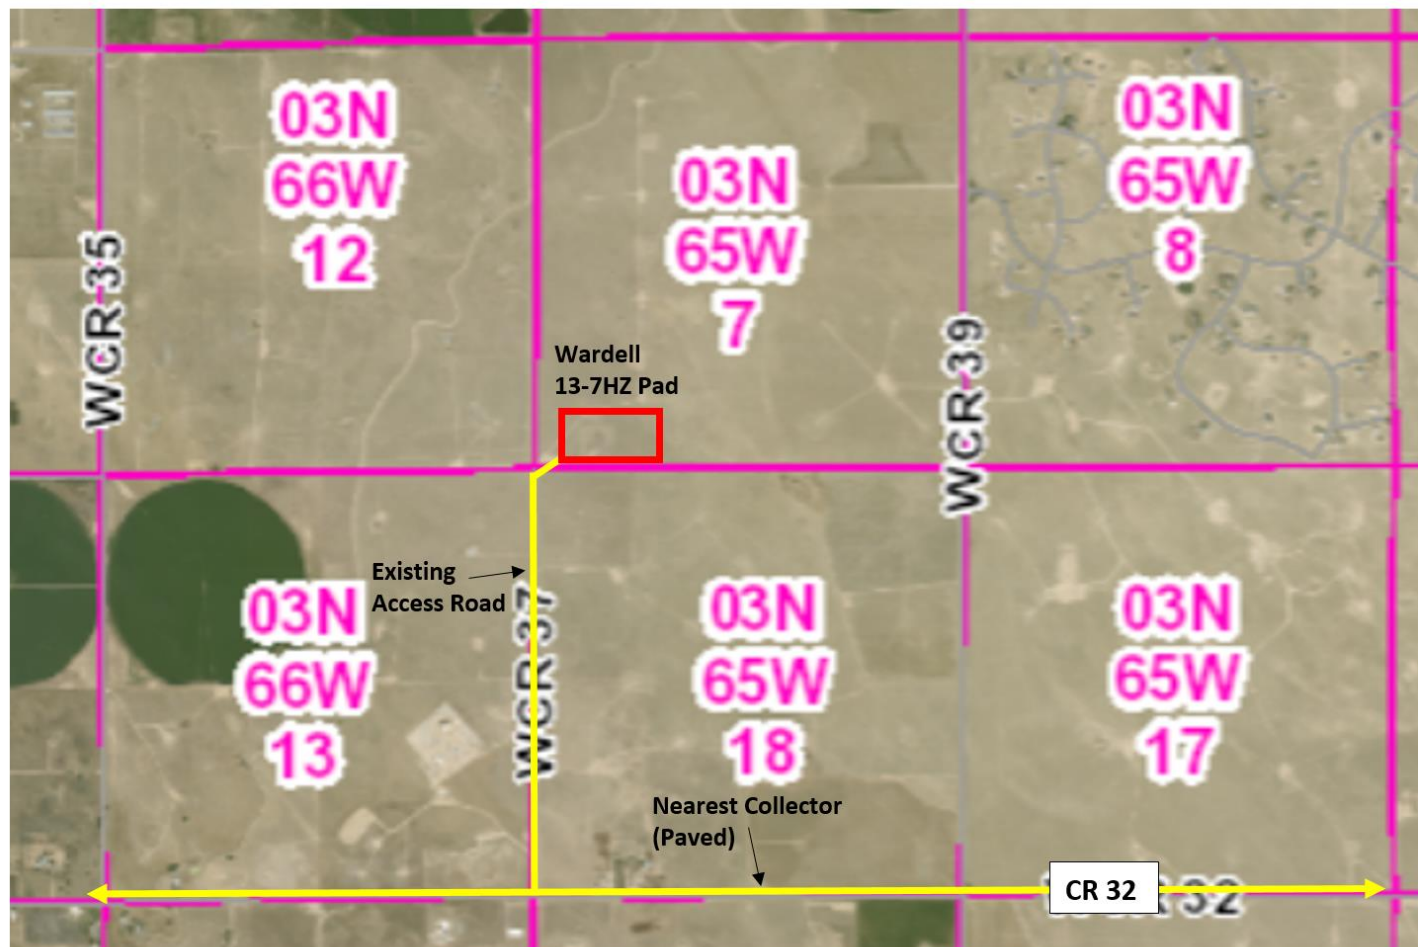 03N
66W
12
03N
65W
7
03N
65W
8
WCR 35
WCR 39
Wardell
13-7HZ Pad
Existing
Access Road
WCR 37
03N
66W
13
03N
65W
18
03N
65W
17
Nearest Collector
(Paved)
CR 32
32